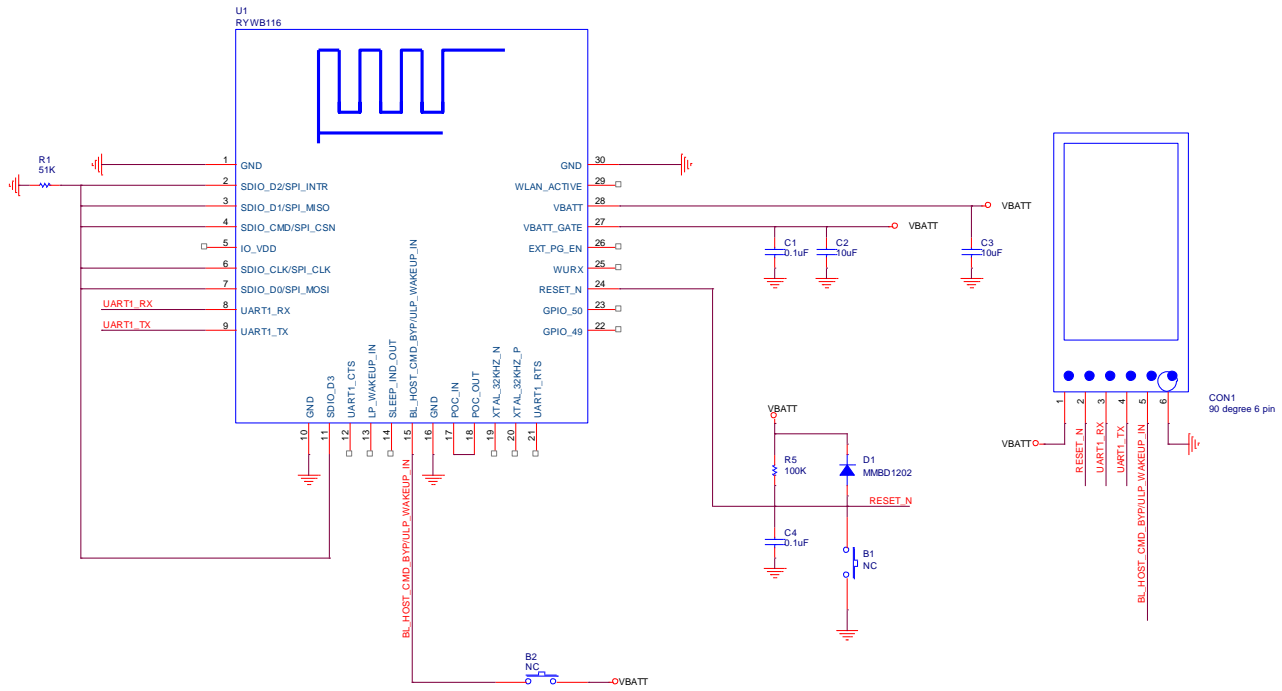 U1
RYWB116
R1
51K
1 GND
2 SDIO_D2/SPI_INTR
3 SDIO_D1/SPI_MISO
4 SDIO_CMD/SPI_CSN
5 IO_VDD
6 SDIO_CLK/SPI_CLK
7 SDIO_D0/SPI_MOSI
UART1_RX 8 UART1_RX
UART1_TX 9 UART1_TX
GND 30
WLAN_ACTIVE 29
VBATT 28
VBATT_GATE 27
EXT_PG_EN 26
WURX 25
RESET_N 24
GPIO_50 23
GPIO_49 22
GND 10
SDIO_D3 11
UART1_CTS 12
LP_WAKEUP_IN 13
SLEEP_IND_OUT 14
BL_HOST_CMD_BYP/ULP_WAKEUP_IN 15
GND 16
POC_IN 17
POC_OUT 18
XTAL_32KHZ_N 19
XTAL_32KHZ_P 20
UART1_RTS 21
BL_HOST_CMD_BYP/ULP_WAKEUP_IN
VBATT
VBATT
C1
0.1uF
C2
10uF
C3
10uF
VBATT
R5
100K
D1
MMBD1202
RESET_N
C4
0.1uF
B1
NC
B2
NC
VBATT
CON1
90 degree 6 pin
1
2
3
4
5
6
VBATT
RESET_N
UART1_RX
UART1_TX
BL_HOST_CMD_BYP/ULP_WAKEUP_IN